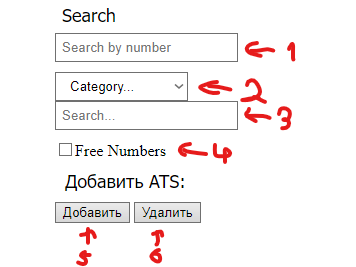 Search
Search by number 1
Category... 2
Search... 3
Free Numbers 4
Добавить ATS:
Добавить Удалить
5 6